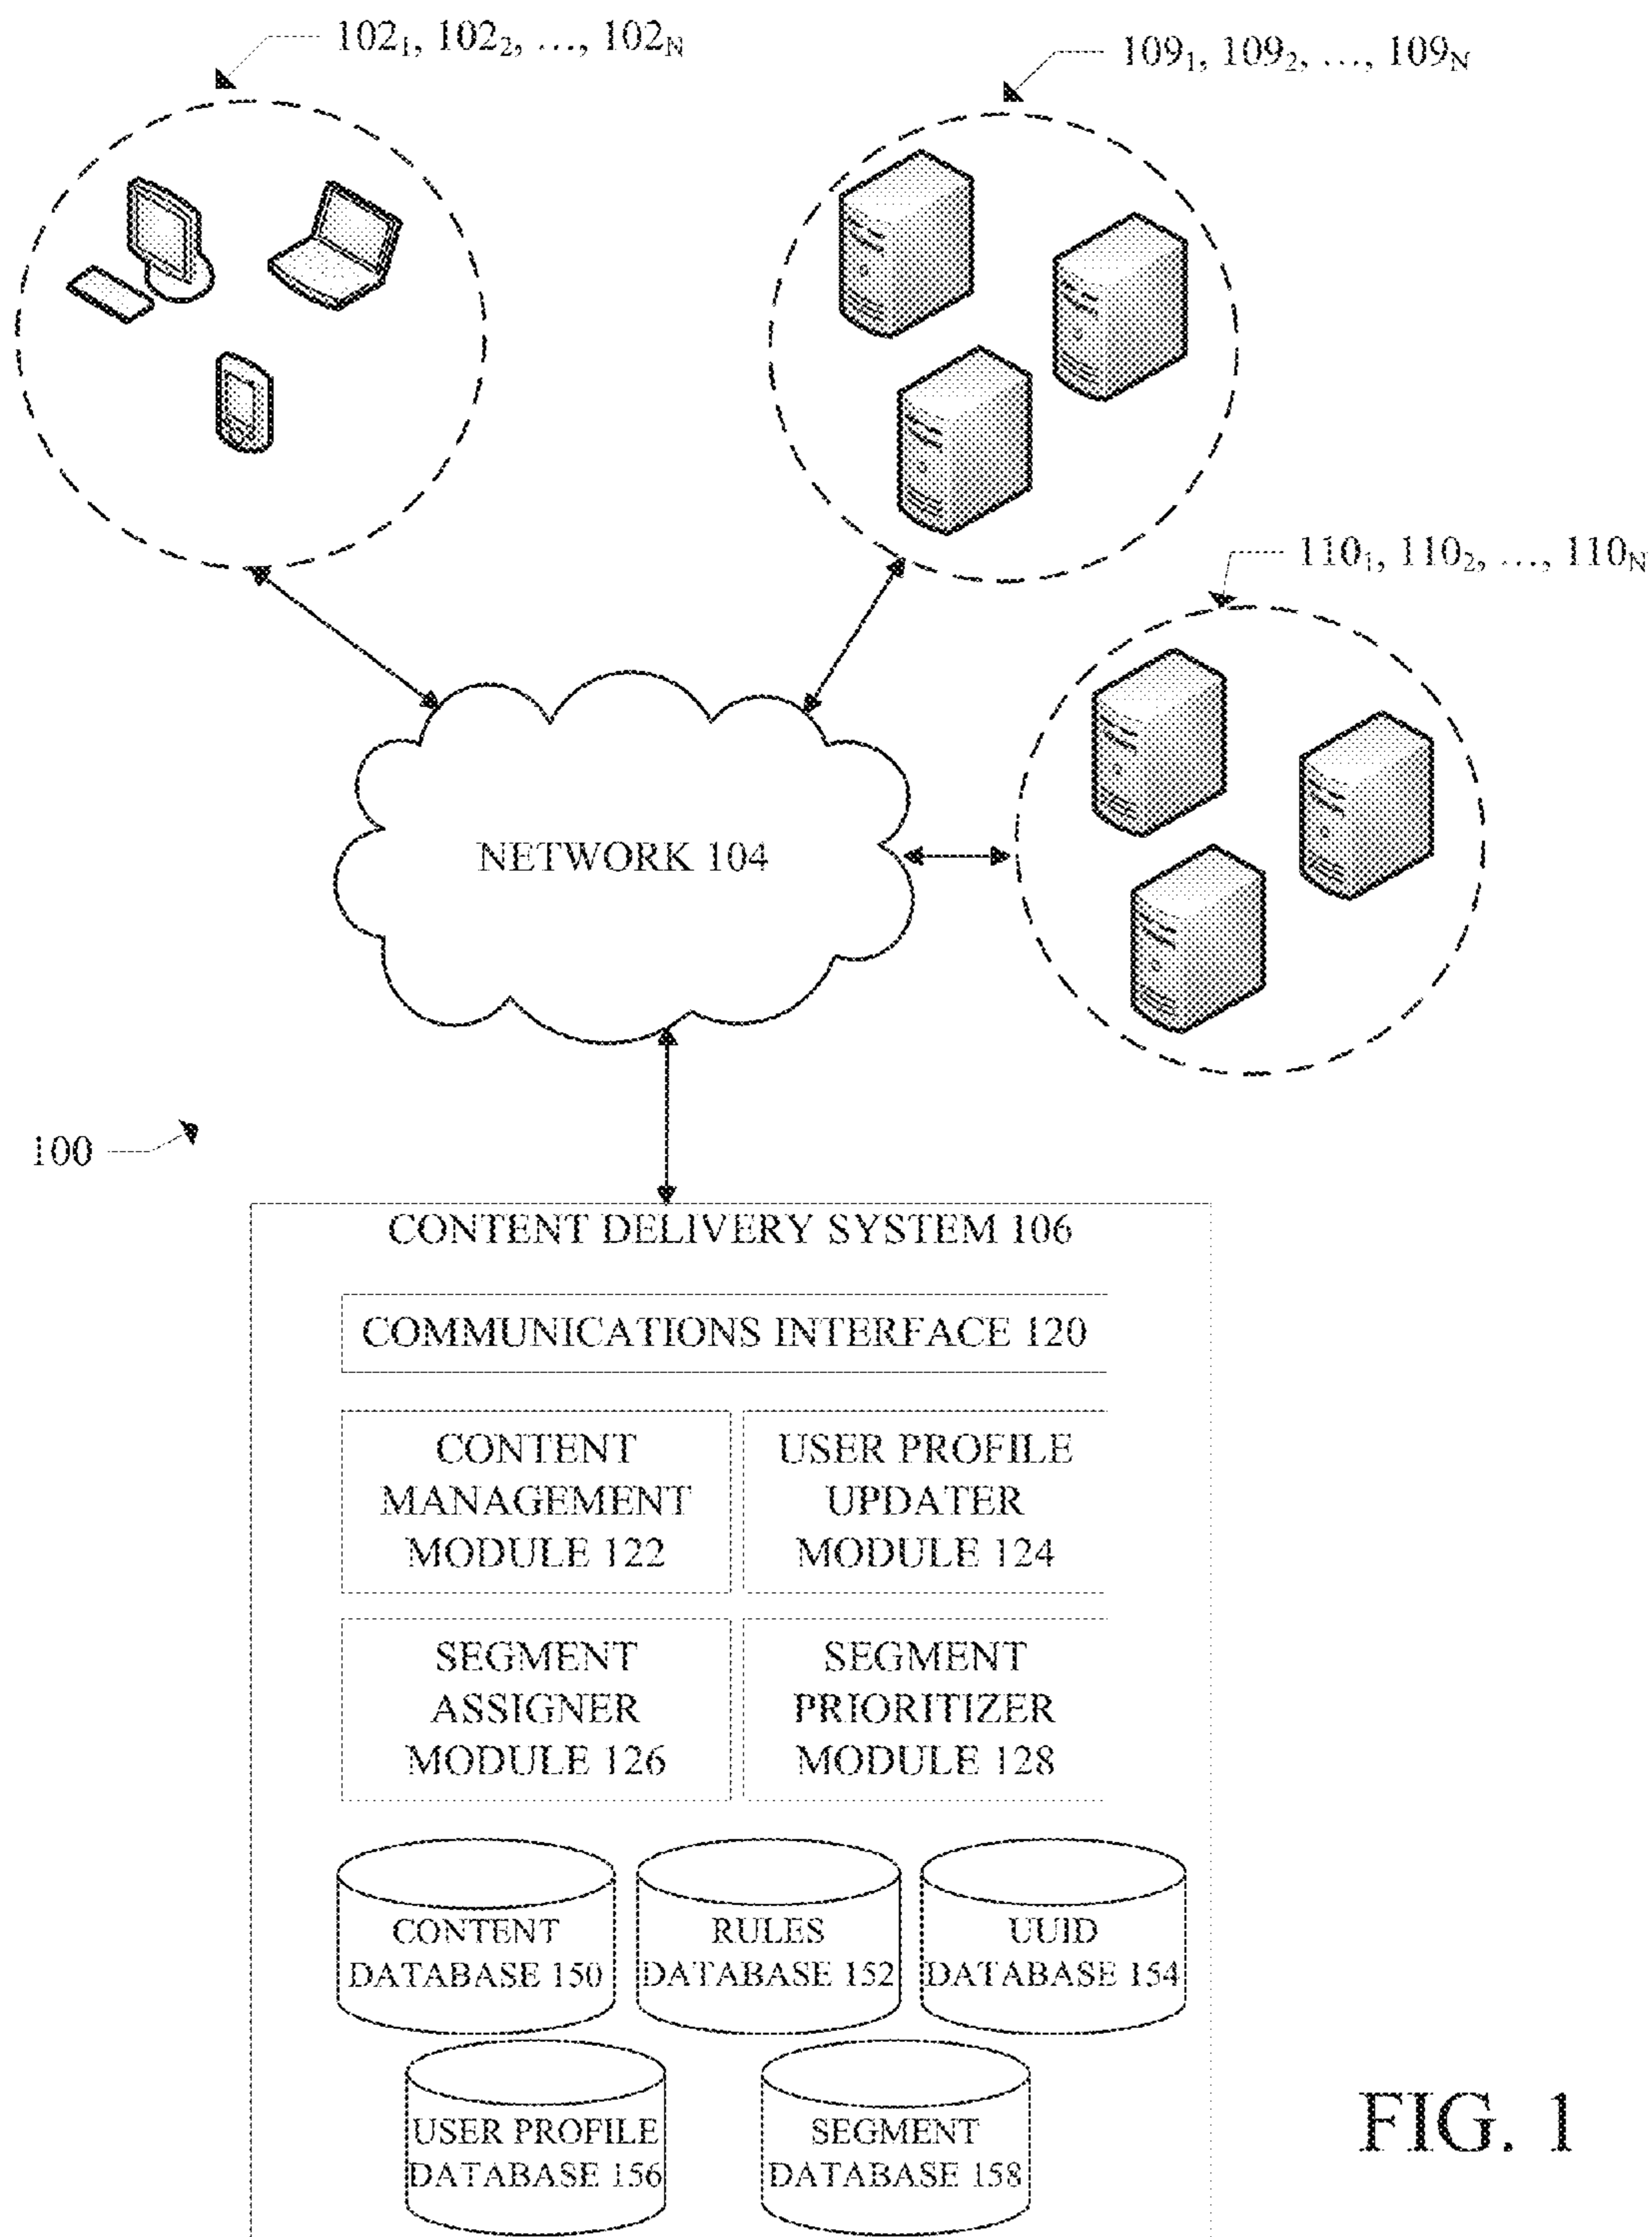 102₁, 102₂, ..., 102N
109₁, 109₂, ..., 109N
110₁, 110₂, ..., 110N
NETWORK 104
100
CONTENT DELIVERY SYSTEM 106
COMMUNICATIONS INTERFACE 120
CONTENT
MANAGEMENT
MODULE 122
USER PROFILE
UPDATER
MODULE 124
SEGMENT
ASSIGNER
MODULE 126
SEGMENT
PRIORITIZER
MODULE 128
CONTENT
DATABASE 150
RULES
DATABASE 152
UUID
DATABASE 154
USER PROFILE
DATABASE 156
SEGMENT
DATABASE 158
FIG. 1